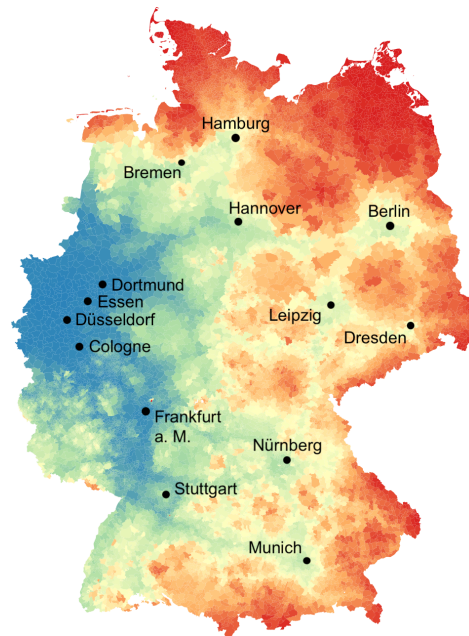 Hamburg
Bremen
Hannover
Berlin
Dortmund
Essen
Leipzig
Düsseldorf
Dresden
Cologne
Frankfurt
a. M.
Nürnberg
Stuttgart
Munich